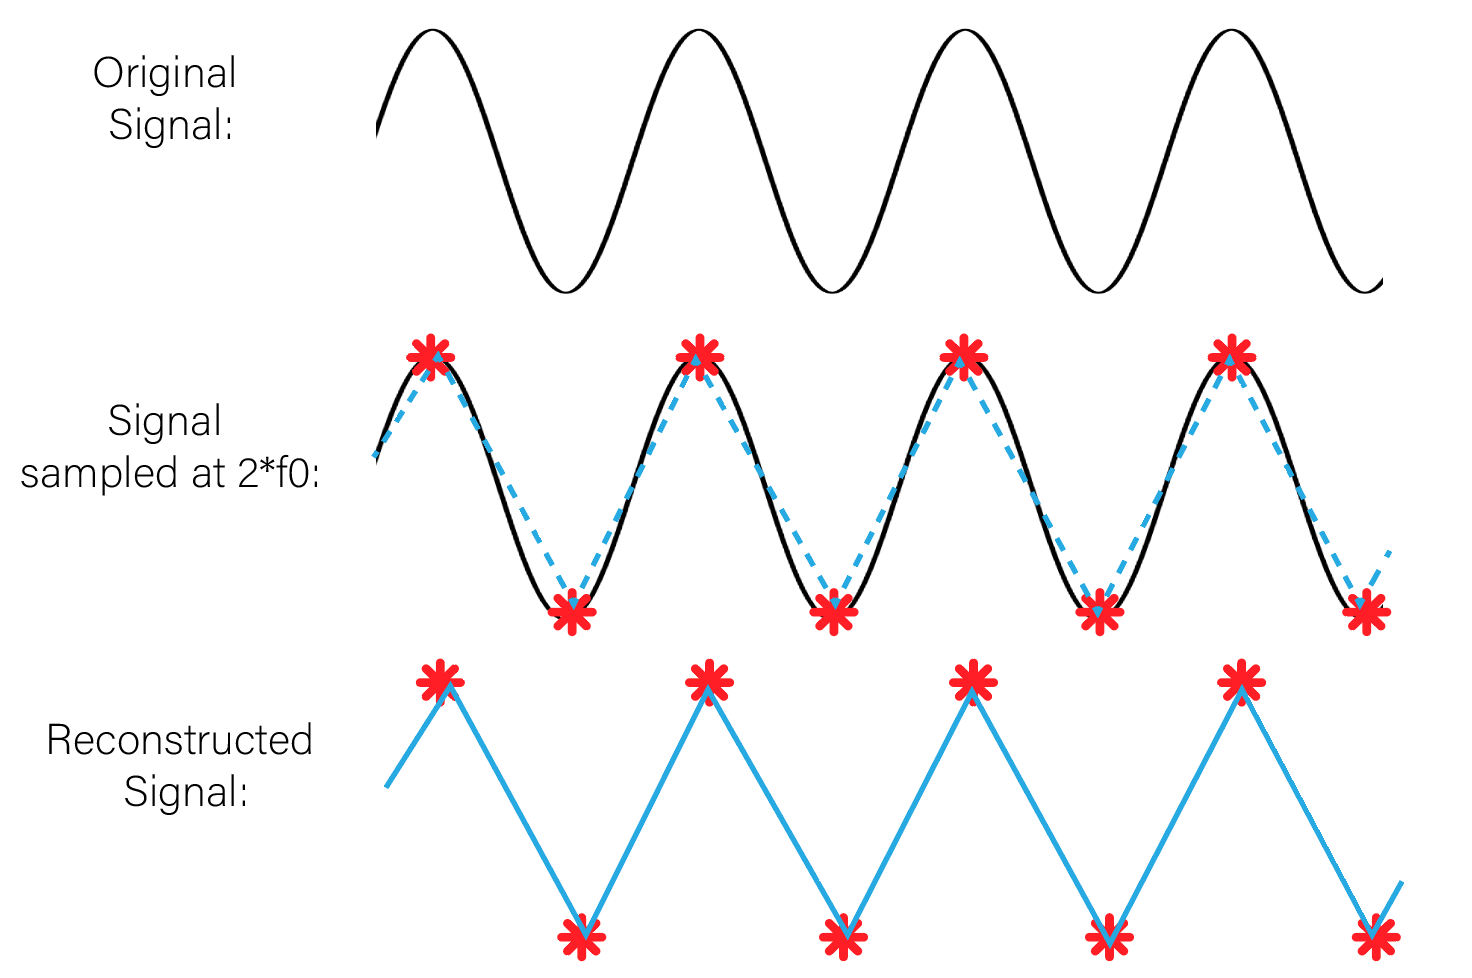 Original
Signal:
Signal
sampled at 2*f0:
Reconstructed
Signal: